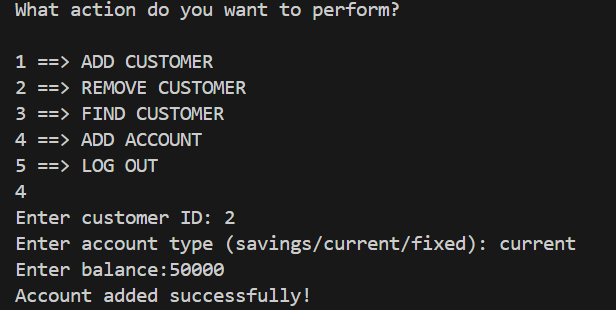 What action do you want to perform?
1 ==> ADD CUSTOMER
2 ==> REMOVE CUSTOMER
3 ==> FIND CUSTOMER
4 ==> ADD ACCOUNT
5 ==> LOG OUT
4
Enter customer ID: 2
Enter account type (savings/current/fixed): current
Enter balance:50000
Account added successfully!